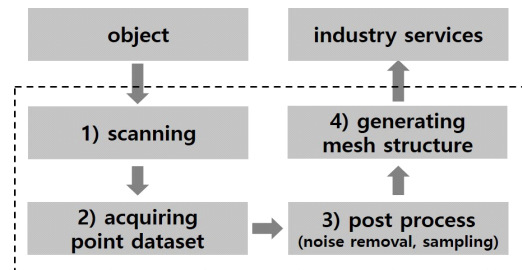 object
industry services
1) scanning
4) generating
mesh structure
2) acquiring
point dataset
3) post process
(noise removal, sampling)